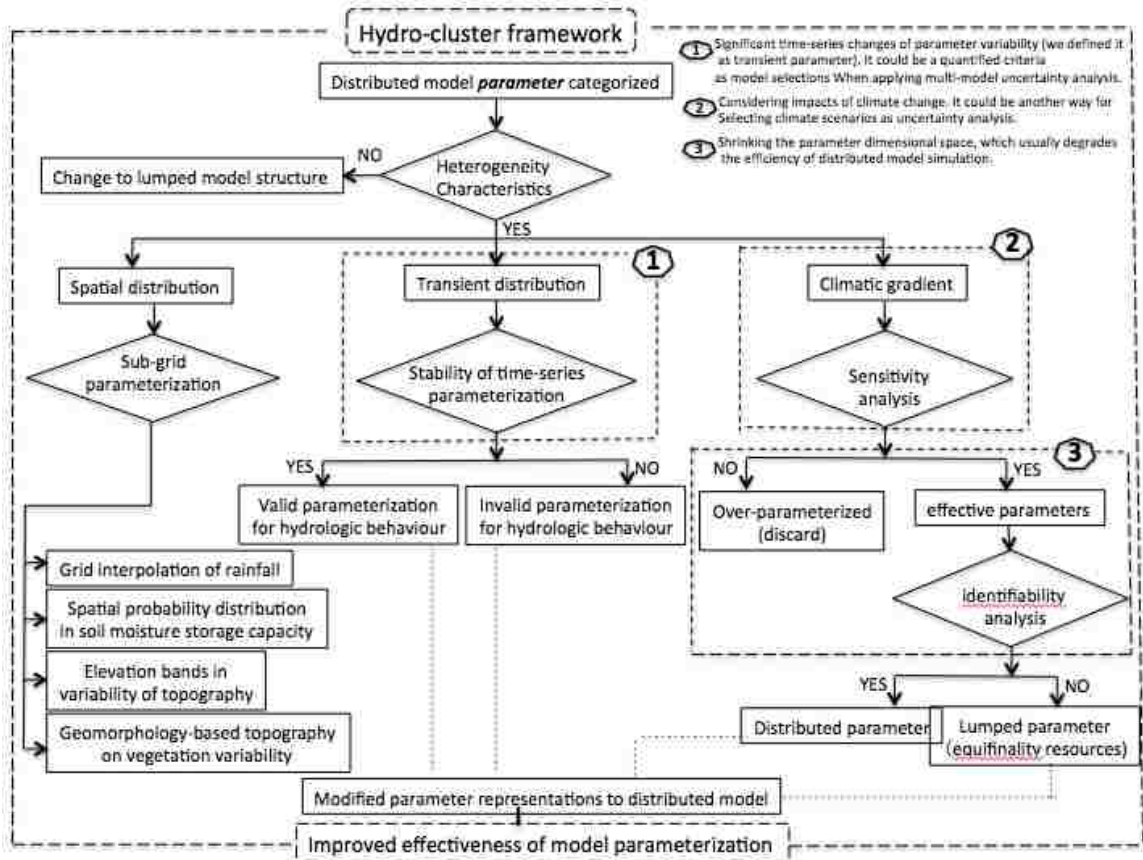 Hydro-cluster framework
1 Significant time-series changes of parameter variability (we defined it
as transient parameter). It could be a quantified criteria
as model selections When applying multi-model uncertainty analysis.
2 Considering impacts of climate change. It could be another way for
Selecting climate scenarios as uncertainty analysis.
3 Shrinking the parameter dimensional space, which usually degrades
the efficiency of distributed model simulation.
Distributed model parameter categorized
Heterogeneity
Characteristics
NO
Change to lumped model structure
YES
1
2
Spatial distribution
Transient distribution
Climatic gradient
Sub-grid
parameterization
Stability of time-series
parameterization
Sensitivity
analysis
3
YES
NO
NO
YES
Valid parameterization
for hydrologic behaviour
Invalid parameterization
for hydrologic behaviour
Over-parameterized
(discard)
effective parameters
Identifiability
analysis
Grid interpolation of rainfall
Spatial probability distribution
in soil moisture storage capacity
Elevation bands in
variability of topography
Geomorphology-based topography
on vegetation variability
YES
NO
Distributed parameter
Lumped parameter
(equifinality resources)
Modified parameter representations to distributed model
Improved effectiveness of model parameterization